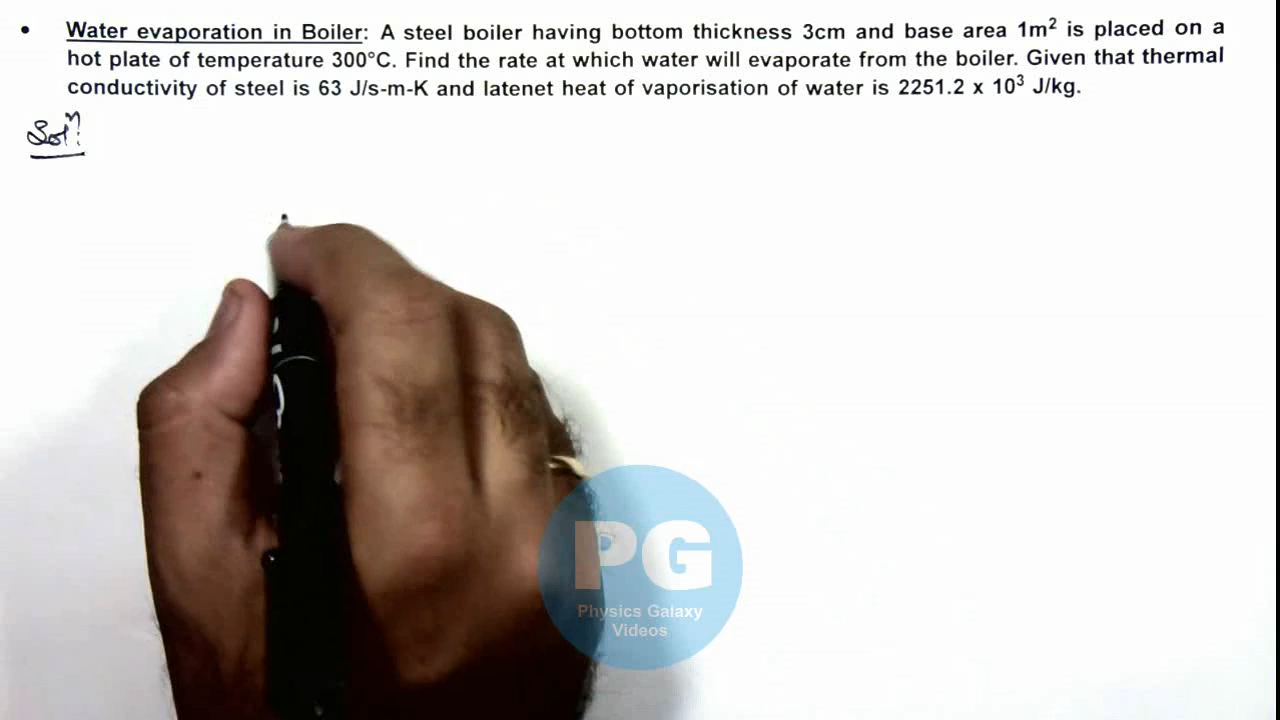 • Water evaporation in Boiler: A steel boiler having bottom thickness 3cm and base area 1m² is placed on a
hot plate of temperature 300°C. Find the rate at which water will evaporate from the boiler. Given that thermal
conductivity of steel is 63 J/s-m-K and latenet heat of vaporisation of water is 2251.2 x 10³ J/kg.
Solⁿ:
PG
Physics Galaxy
Videos